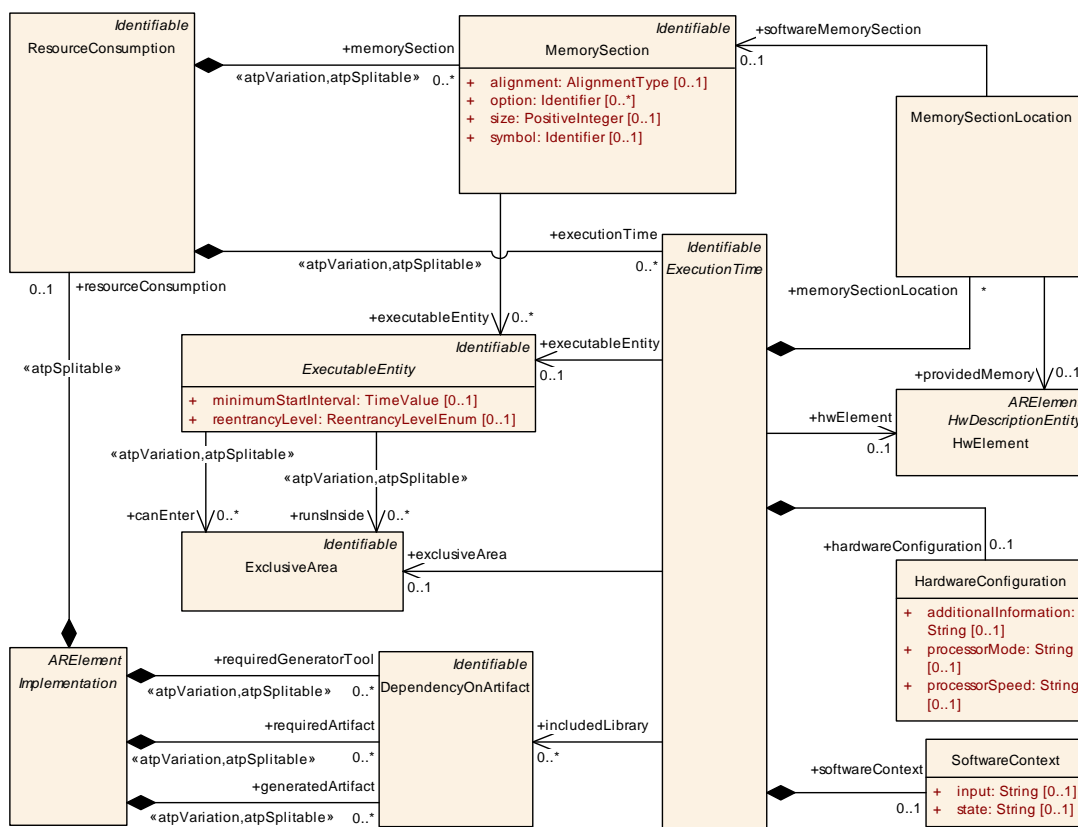 Identifiable
ResourceConsumption
+memorySection
«atpVariation,atpSplitable»
0..*
Identifiable
MemorySection
+ alignment: AlignmentType [0..1]
+ option: Identifier [0..*]
+ size: PositiveInteger [0..1]
+ symbol: Identifier [0..1]
+softwareMemorySection
0..1
MemorySectionLocation
+executionTime
«atpVariation,atpSplitable»
0..*
Identifiable
ExecutionTime
0..1
+resourceConsumption
+memorySectionLocation
*
+executableEntity
0..*
«atpSplitable»
Identifiable
ExecutableEntity
+ minimumStartInterval: TimeValue [0..1]
+ reentrancyLevel: ReentrancyLevelEnum [0..1]
+executableEntity
0..1
+providedMemory
0..1
ARElement
HwDescriptionEntity
HwElement
+hwElement
0..1
«atpVariation,atpSplitable»
«atpVariation,atpSplitable»
+canEnter
0..*
+runsInside
0..*
Identifiable
ExclusiveArea
+exclusiveArea
0..1
+hardwareConfiguration
0..1
HardwareConfiguration
+ additionalInformation:
String [0..1]
+ processorMode: String
[0..1]
+ processorSpeed: String
[0..1]
ARElement
Implementation
+requiredGeneratorTool
«atpVariation,atpSplitable»
0..*
Identifiable
DependencyOnArtifact
+requiredArtifact
«atpVariation,atpSplitable»
0..*
+includedLibrary
0..*
+generatedArtifact
«atpVariation,atpSplitable»
0..*
+softwareContext
0..1
SoftwareContext
+ input: String [0..1]
+ state: String [0..1]